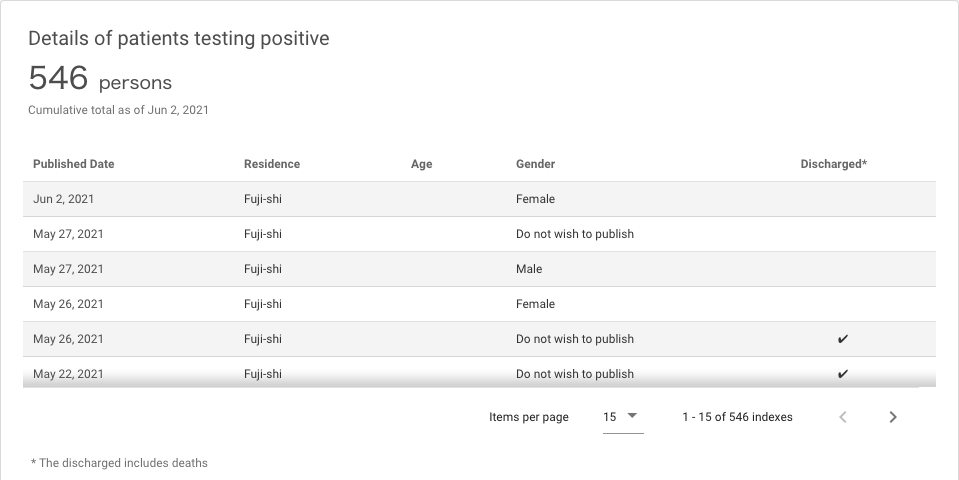 Details of patients testing positive
546 persons
Cumulative total as of Jun 2, 2021
Published Date Residence Age Gender Discharged*
Jun 2, 2021 Fuji-shi Female
May 27, 2021 Fuji-shi Do not wish to publish
May 27, 2021 Fuji-shi Male
May 26, 2021 Fuji-shi Female
May 26, 2021 Fuji-shi Do not wish to publish ✔
May 22, 2021 Fuji-shi Do not wish to publish ✔
Items per page 15 1 - 15 of 546 indexes
* The discharged includes deaths